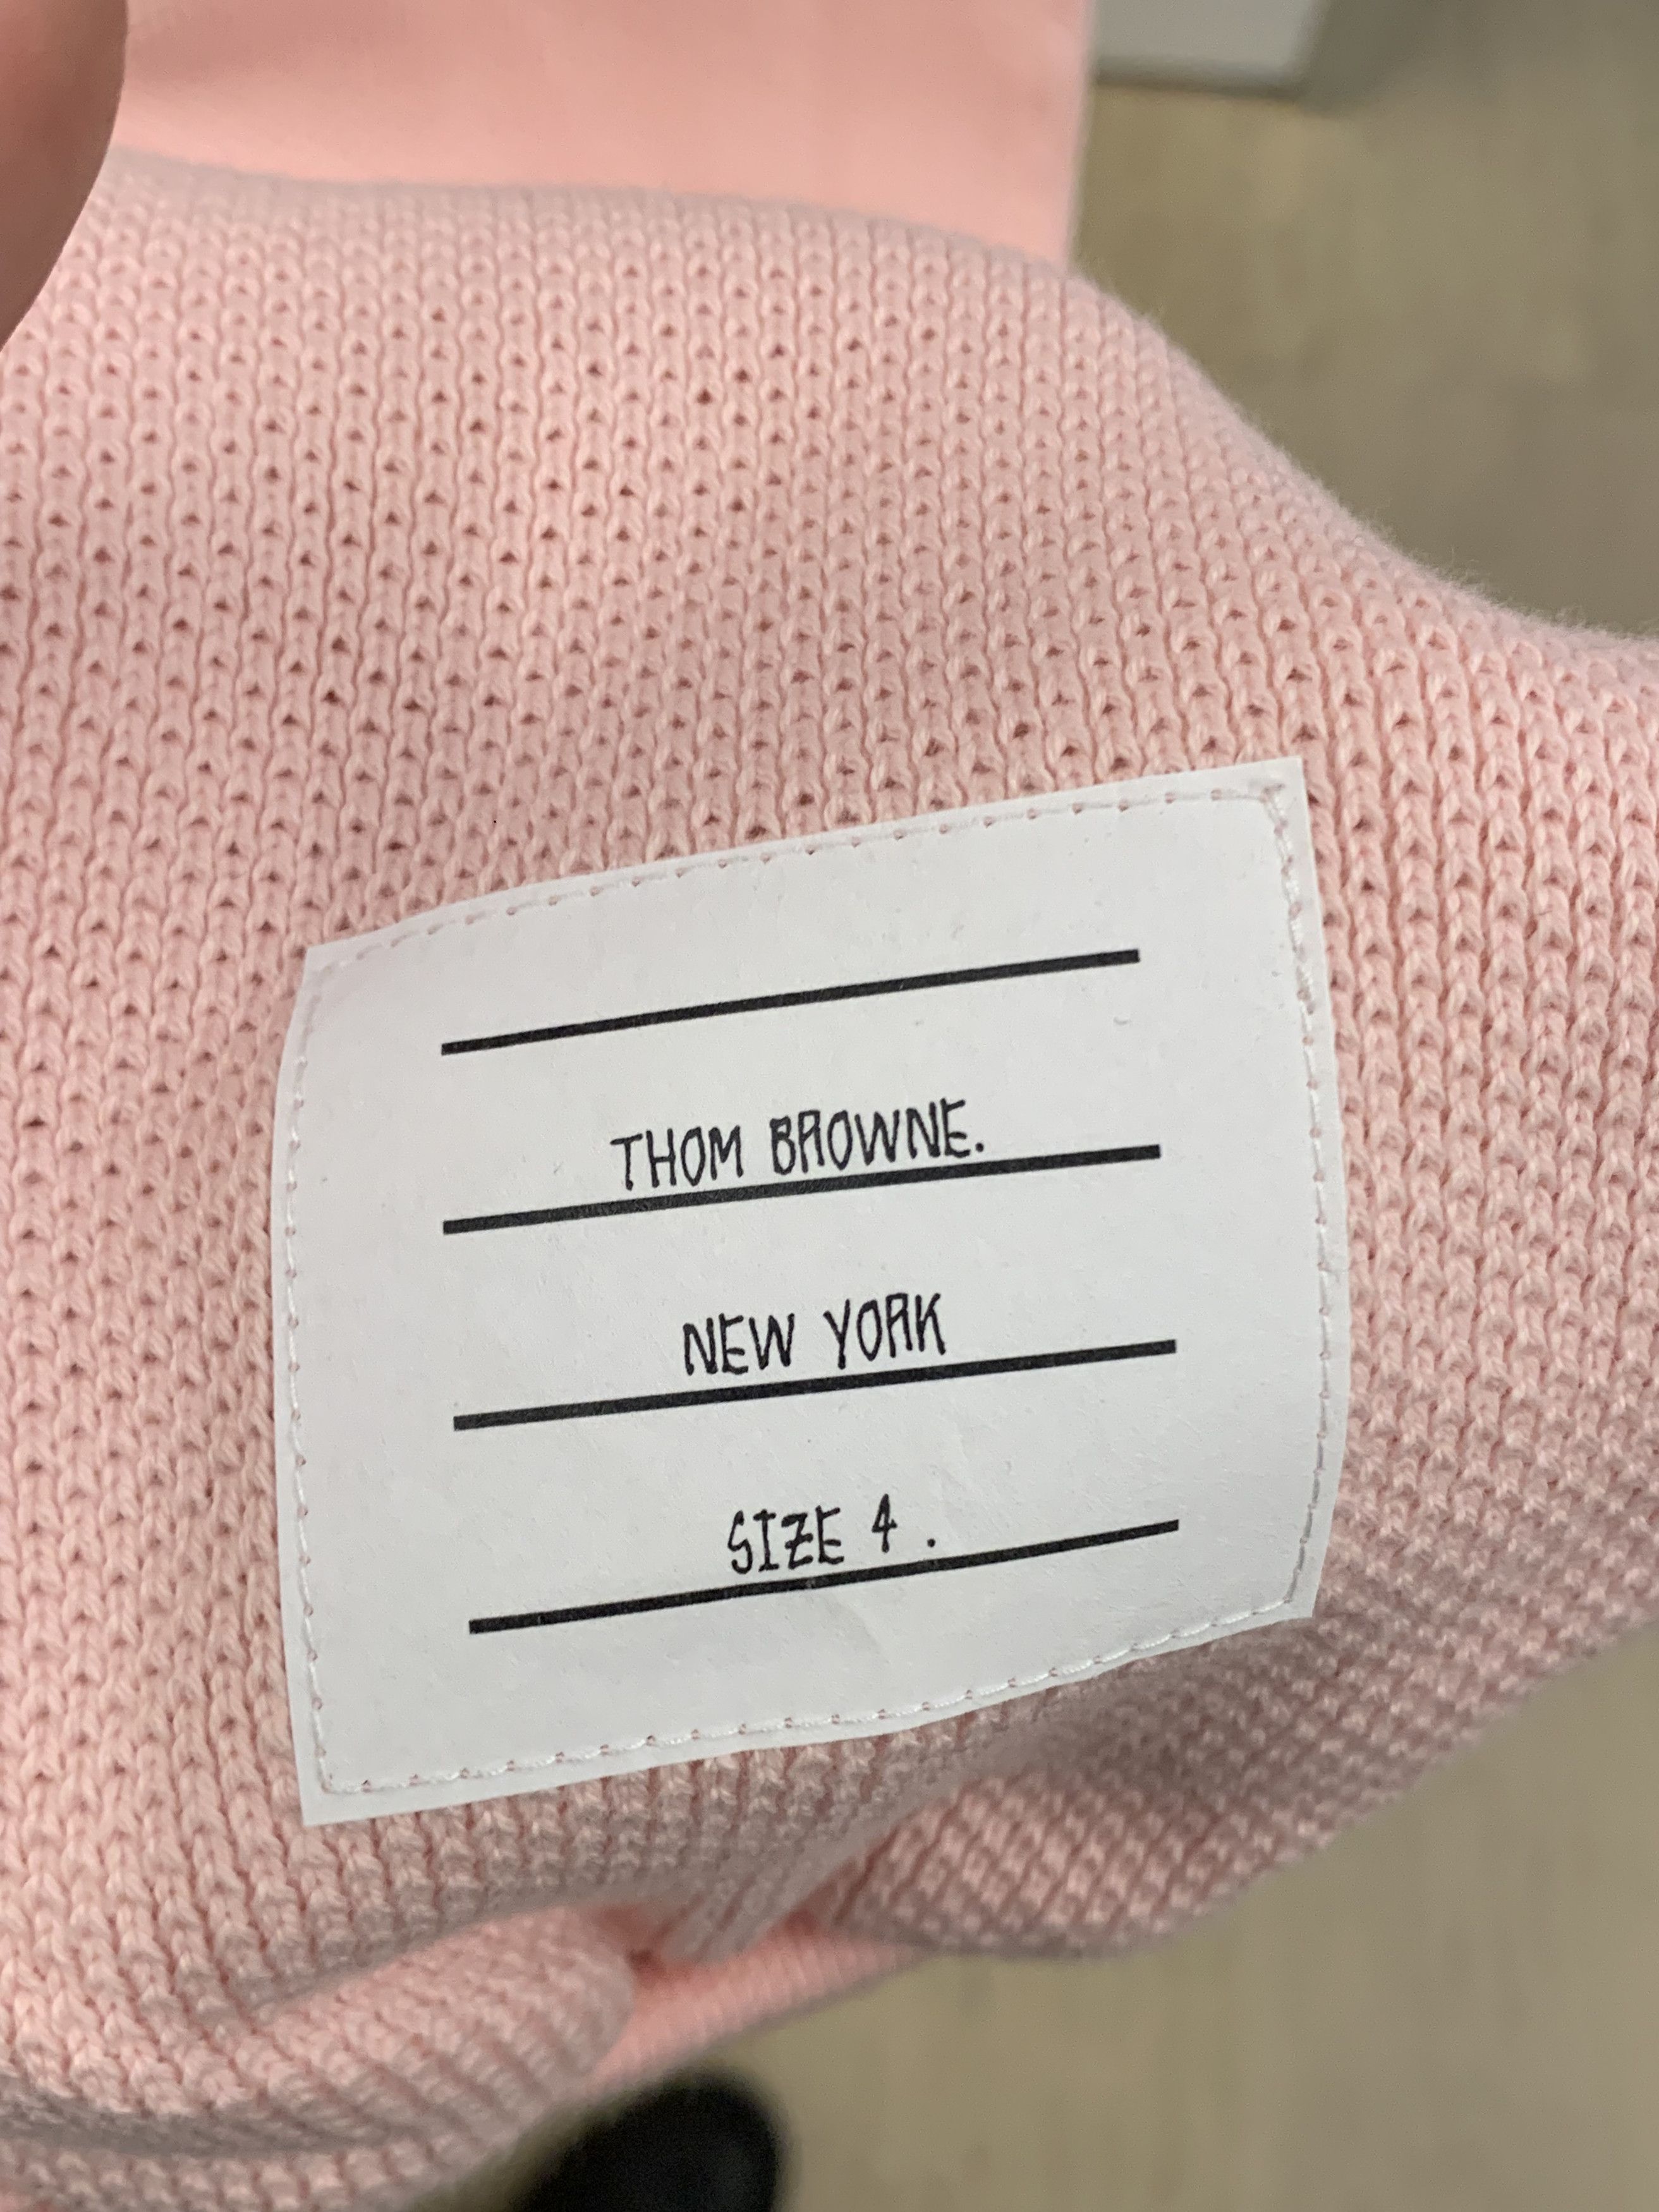 THOM BROWNE.
NEW YORK
SIZE 4 .